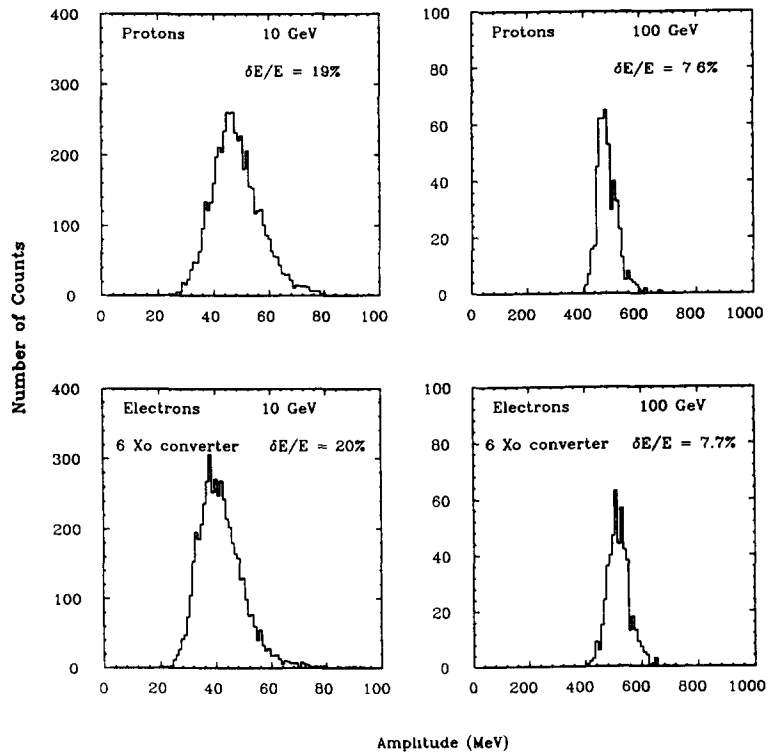 Number of Counts
400
300
200
100
0
Protons 10 GeV
δE/E = 19%
0 20 40 60 80 100
100
80
60
40
20
0
Protons 100 GeV
δE/E = 7 6%
0 200 400 600 800 1000
400
300
200
100
0
Electrons 10 GeV
6 Xo converter δE/E = 20%
0 20 40 60 80 100
100
80
60
40
20
0
Electrons 100 GeV
6 Xo converter δE/E = 7.7%
0 200 400 600 800 1000
Amplitude (MeV)